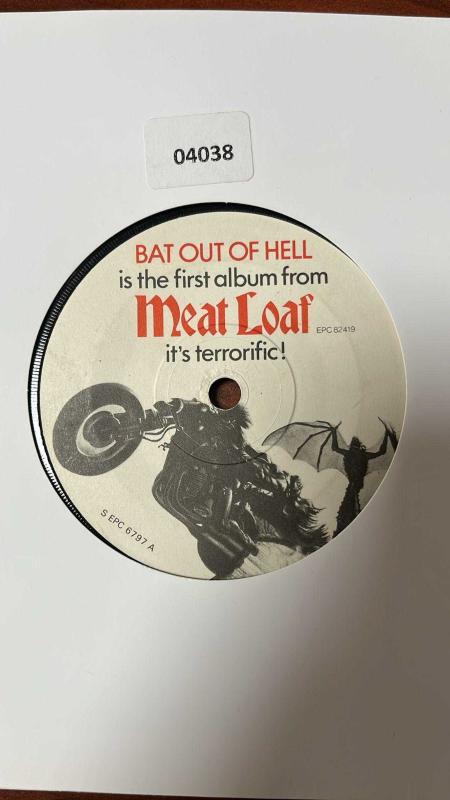 04038
BAT OUT OF HELL
is the first album from
Meat Loaf EPC 82419
it's terrorific!
S EPC 6797 A